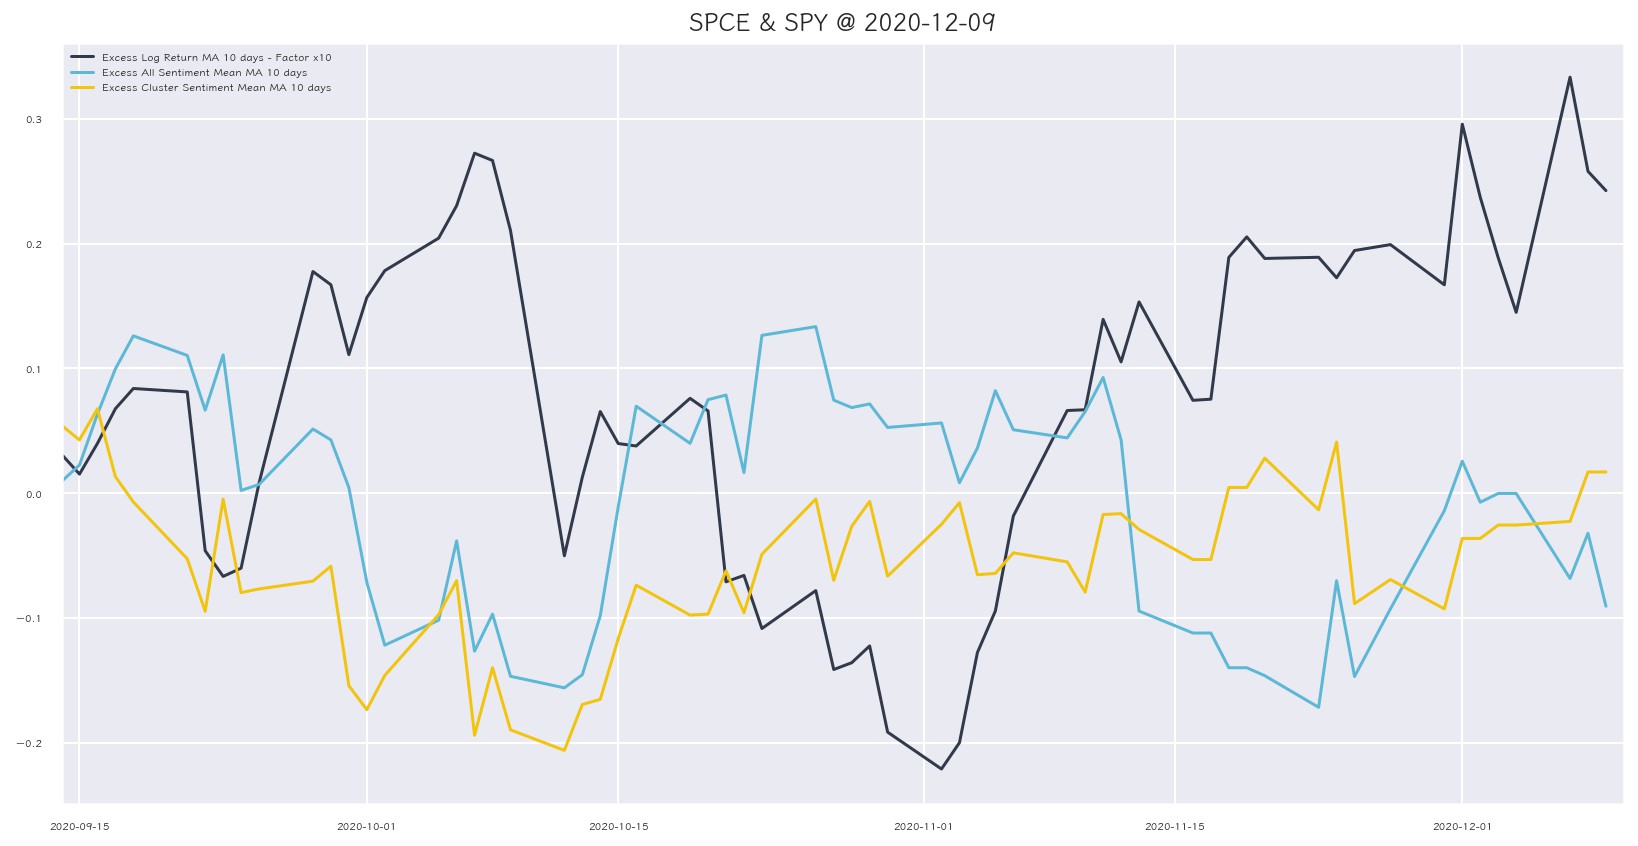 SPCE & SPY @ 2020-12-09
Excess Log Return MA 10 days - Factor x10
Excess All Sentiment Mean MA 10 days
Excess Cluster Sentiment Mean MA 10 days
0.3
0.2
0.1
0.0
−0.1
−0.2
2020-09-15 2020-10-01 2020-10-15 2020-11-01 2020-11-15 2020-12-01